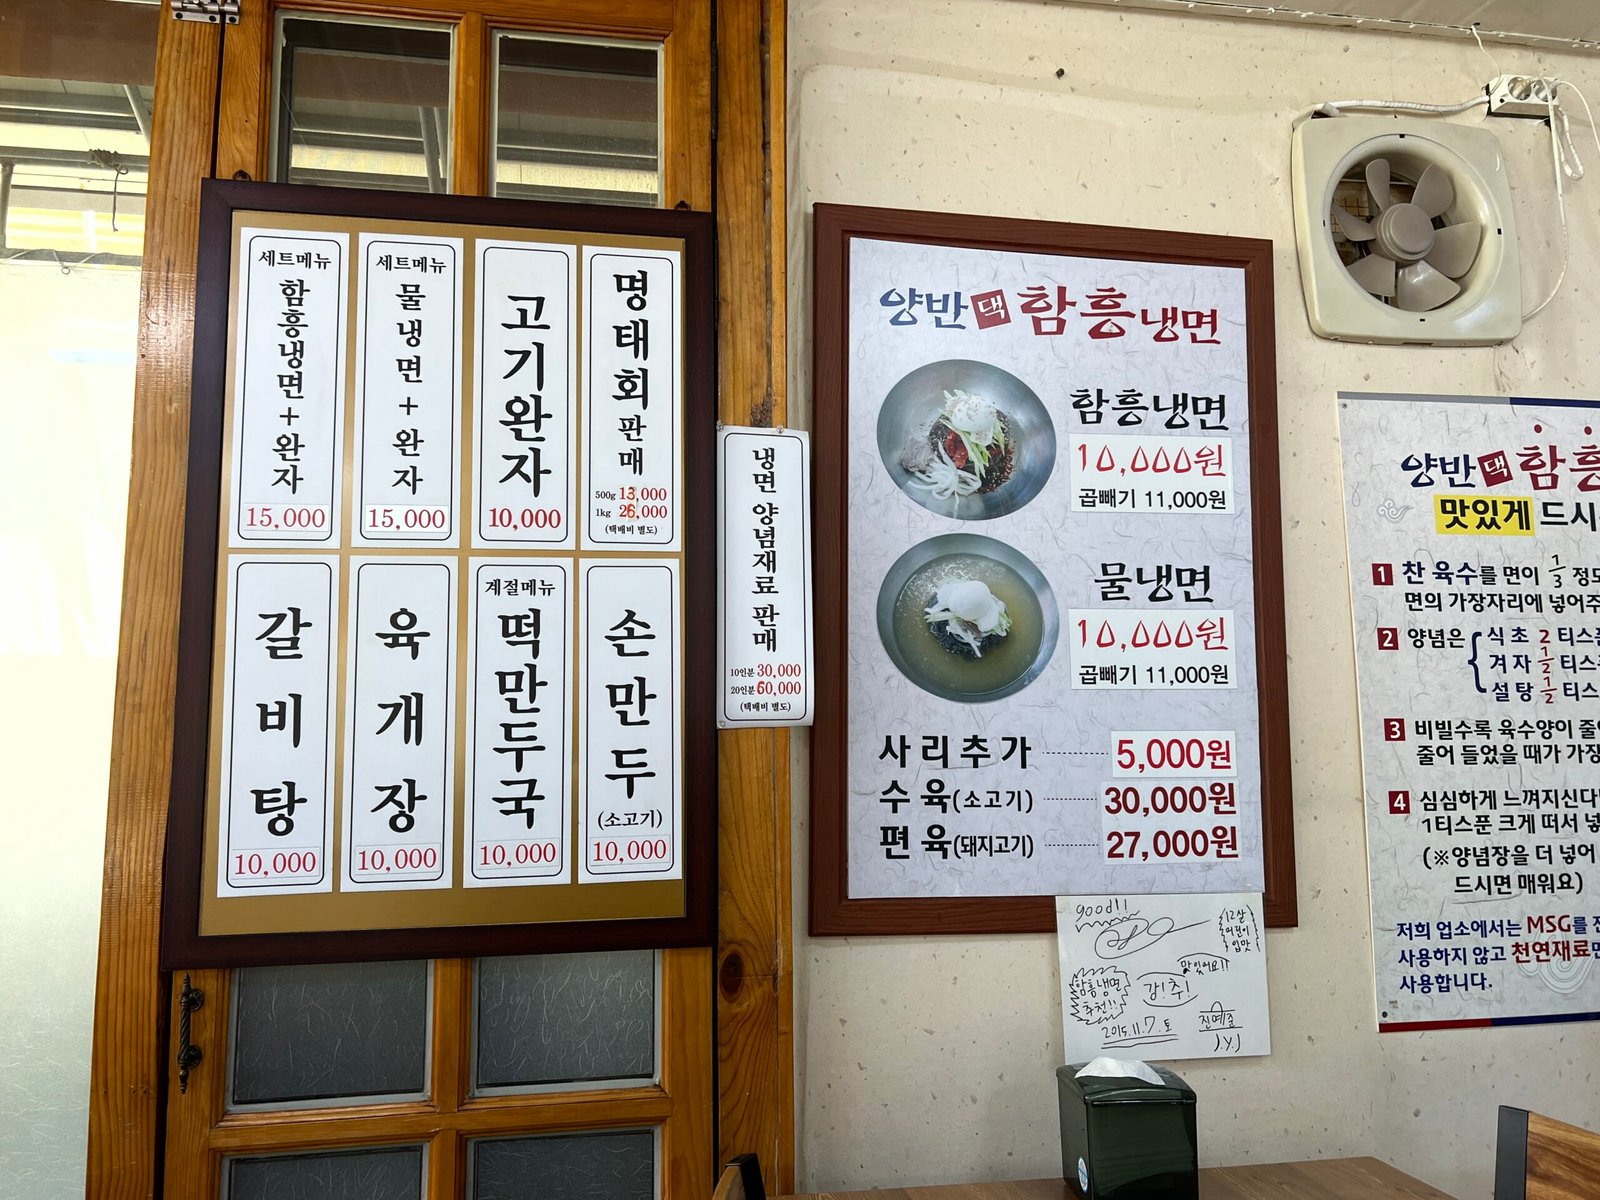 세트메뉴
함흥냉면+완자
15,000
세트메뉴
물냉면+완자
15,000
고기완자
10,000
명태회판매
500g 13,000
1kg 26,000
(택배비 별도)
갈비탕
10,000
육개장
10,000
계절메뉴
떡만두국
10,000
손만두
(소고기)
10,000
냉면 양념재료 판매
10인분 30,000
20인분 60,000
(택배비 별도)
양반댁함흥냉면
함흥냉면
10,000원
곱빼기 11,000원
물냉면
10,000원
곱빼기 11,000원
사리추가 5,000원
수육(소고기) 30,000원
편육(돼지고기) 27,000원
good!!
12살
어린이
입맛
맛있어요!!
함흥냉면
추천!!
강!추!
2015.11.7.토
진예준
J.Y.J
양반댁함흥
맛있게 드시
1 찬 육수를 면이 1/3 정도
면의 가장자리에 넣어주
2 양념은 식초 2 티스푼
겨자 1/2 티스
설탕 1/2 티스
3 비빌수록 육수양이 줄어
줄어 들었을 때가 가장
4 심심하게 느껴지신다
1티스푼 크게 떠서 넣
(※양념장을 더 넣어
드시면 매워요)
저희 업소에서는 MSG를 전
사용하지 않고 천연재료만
사용합니다.